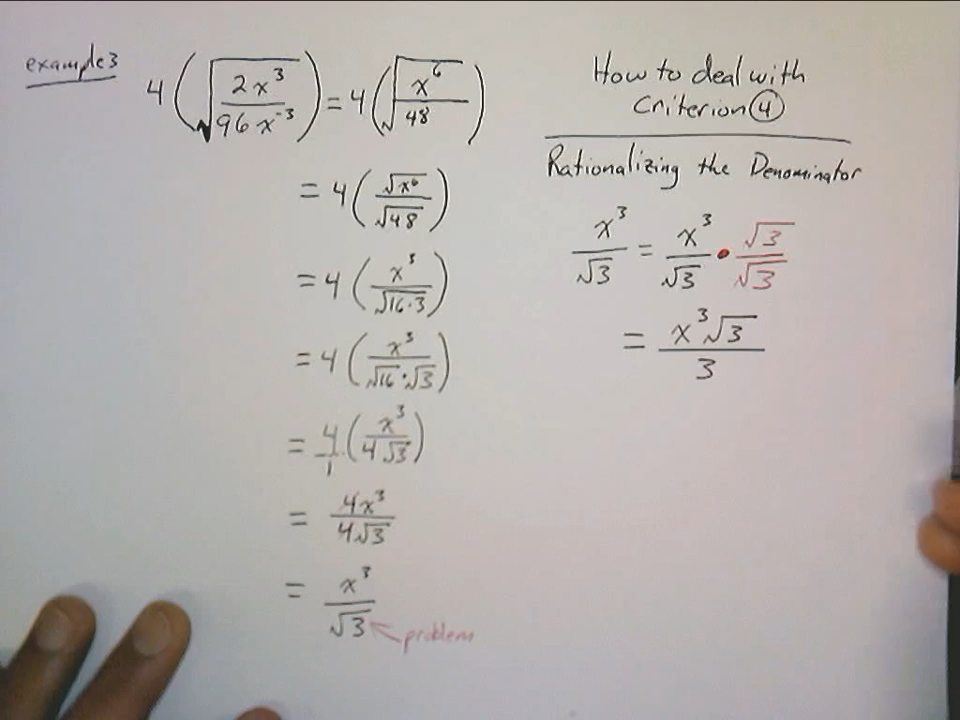 example 3
4(√(2x³/96x⁻³)) = 4(√(x⁶/48))
= 4(√x⁶/√48)
= 4(x³/√16·3)
= 4(x³/√16·√3)
= 4/1(x³/4√3)
= 4x³/4√3
= x³/√3 ← problem
How to deal with
Criterion ④
Rationalizing the Denominator
x³/√3 = x³/√3 · √3/√3
= x³√3/3